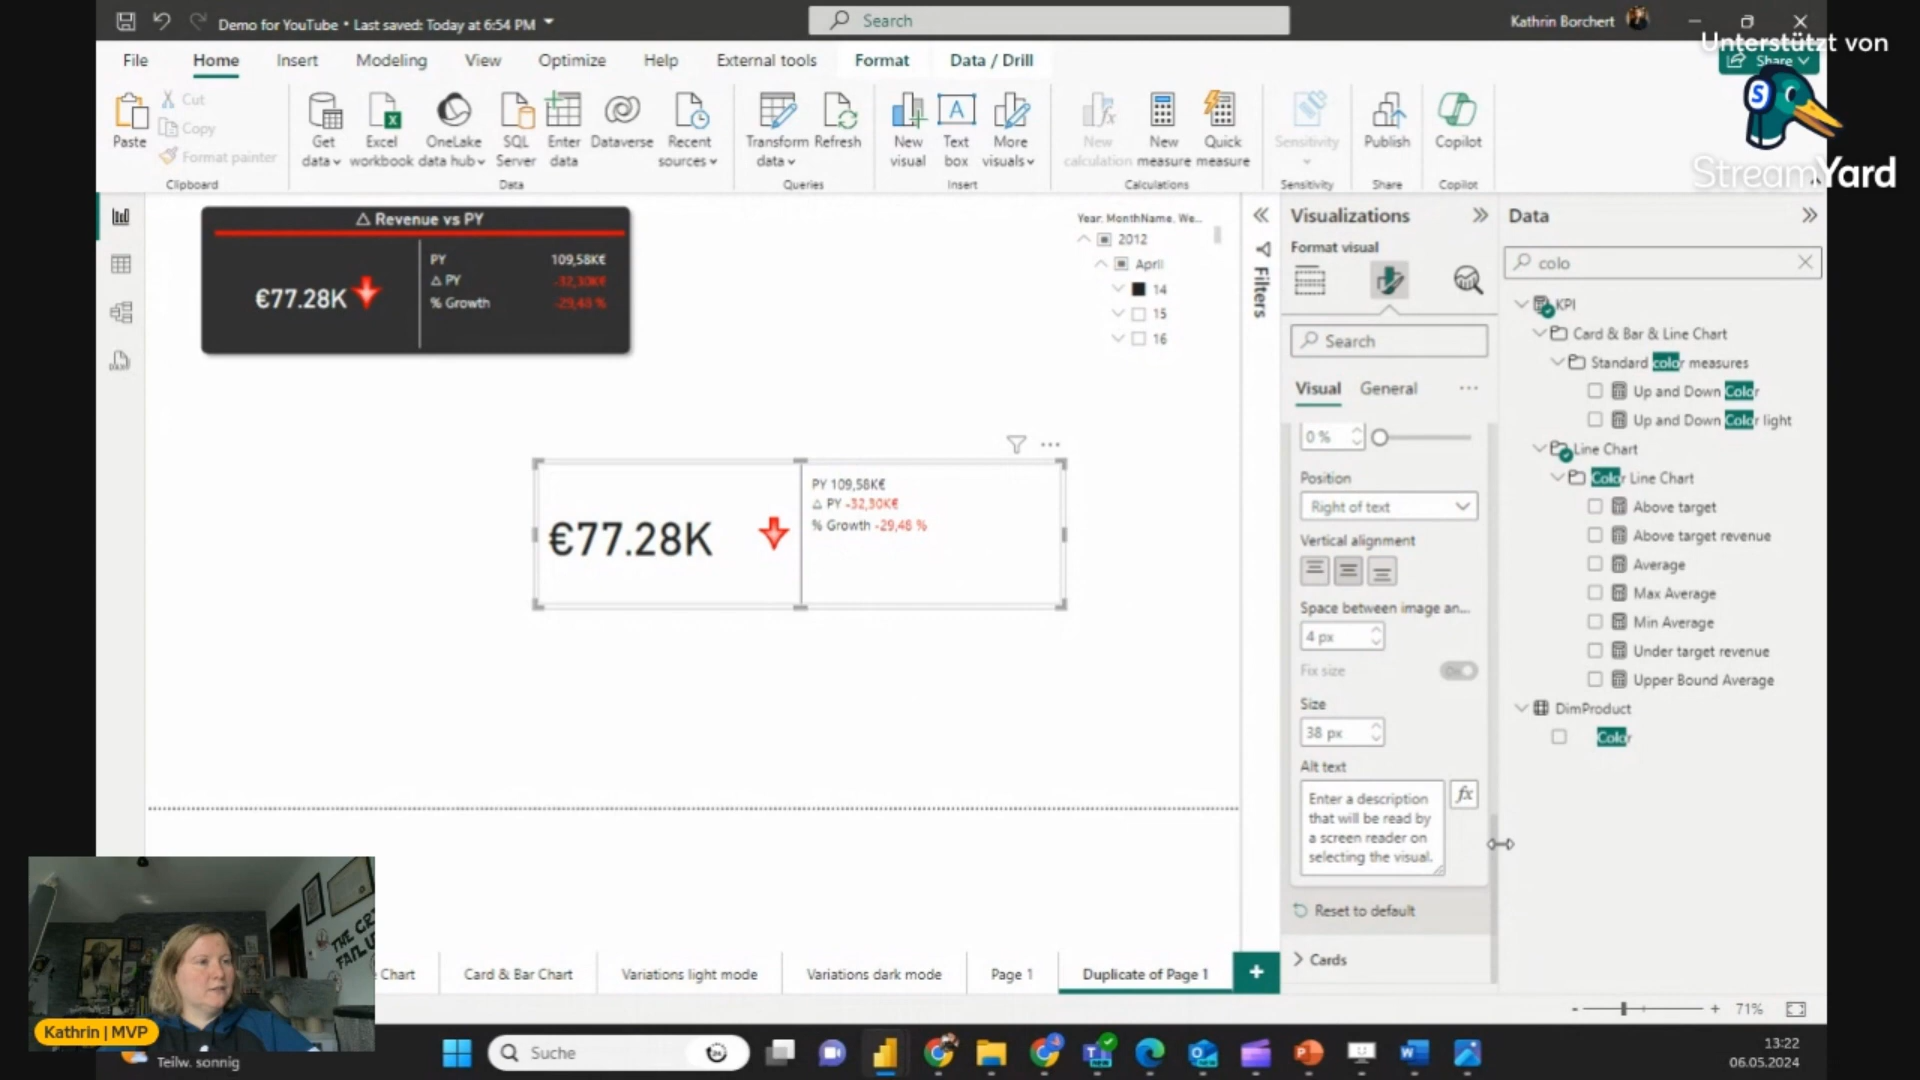 Demo for YouTube • Last saved: Today at 6:54 PM
Search
Kathrin Borchert
Unterstützt von
StreamYard
File
Home
Insert
Modeling
View
Optimize
Help
External tools
Format
Data / Drill
Share
Paste
Cut
Copy
Format painter
Clipboard
Get data
Excel workbook
OneLake data hub
SQL Server
Enter data
Dataverse
Recent sources
Data
Transform data
Refresh
Queries
New visual
Text box
More visuals
Insert
New calculation
New measure
Quick measure
Calculations
Sensitivity
Sensitivity
Publish
Share
Copilot
Copilot
△ Revenue vs PY
€77.28K
PY 109,58K€
△ PY -32,30K€
% Growth -29,48 %
Year, MonthName, We...
2012
April
14
15
16
€77.28K
PY 109,58K€
△ PY -32,30K€
% Growth -29,48 %
Filters
Visualizations
Format visual
Search
Visual
General
0 %
Position
Right of text
Vertical alignment
Space between image an...
4 px
Fix size
On
Size
38 px
Alt text
Enter a description
that will be read by
a screen reader on
selecting the visual.
fx
Reset to default
Cards
Data
colo
KPI
Card & Bar & Line Chart
Standard color measures
Up and Down Color
Up and Down Color light
Line Chart
Color Line Chart
Above target
Above target revenue
Average
Max Average
Min Average
Under target revenue
Upper Bound Average
DimProduct
Color
Chart
Card & Bar Chart
Variations light mode
Variations dark mode
Page 1
Duplicate of Page 1
+
- + 71%
Kathrin | MVP
Teilw. sonnig
Suche
13:22
06.05.2024